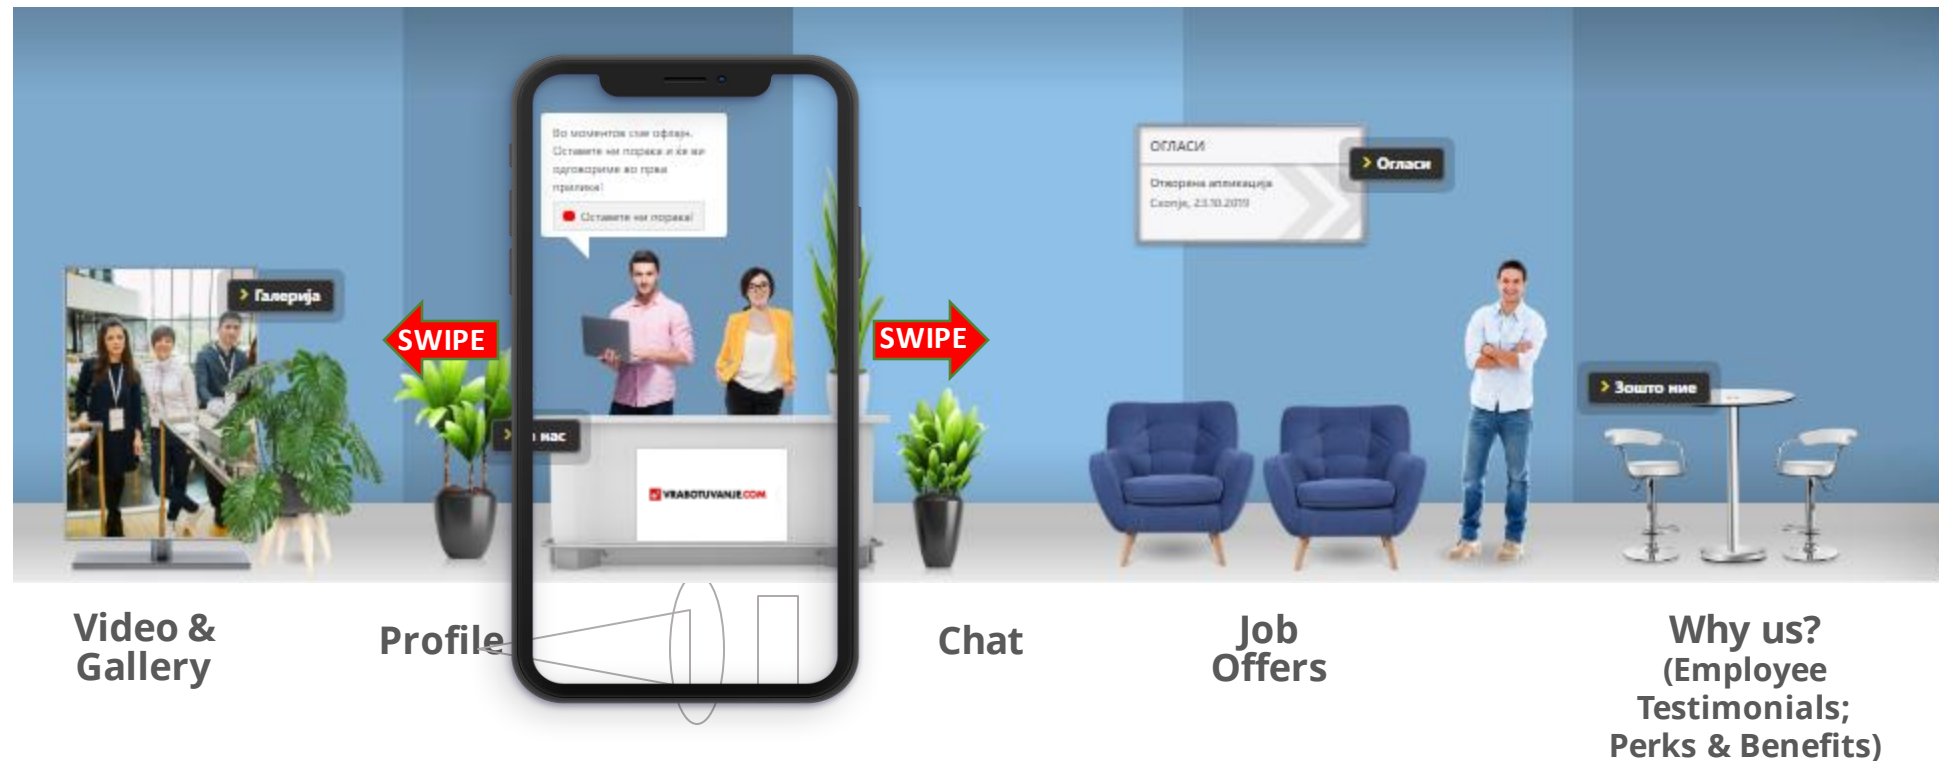 Во моментов сме офлајн.
Оставете ни порака и ќе ви
одговориме во прва
прилика!
Оставете ни порака!
ОГЛАСИ
Отворена апликација
Скопје, 23.10.2019
> Огласи
> Галерија
SWIPE
SWIPE
> Зошто ние
> нас
VRABOTUVANJE.COM
Video &
Gallery
Profile
Chat
Job
Offers
Why us?
(Employee
Testimonials;
Perks & Benefits)